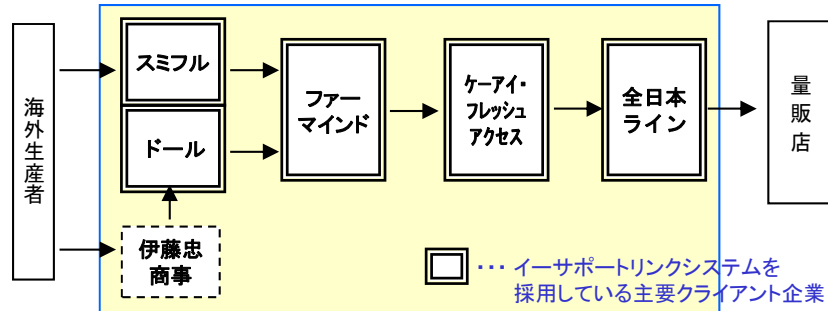 海外生産者
スミフル
ドール
伊藤忠
商事
ファー
マインド
ケーアイ・
フレッシュ
アクセス
全日本
ライン
量販店
・・・ イーサポートリンクシステムを
採用している主要クライアント企業